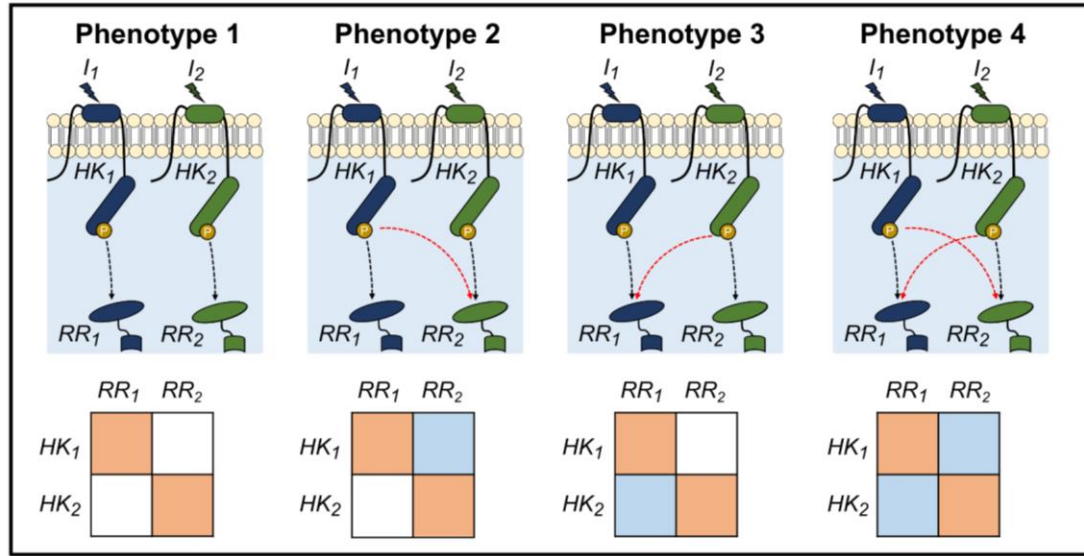 Phenotype 1 Phenotype 2 Phenotype 3 Phenotype 4
I1 I2 I1 I2 I1 I2 I1 I2
HK1 HK2 HK1 HK2 HK1 HK2 HK1 HK2
P P P P P P P P
RR1 RR2 RR1 RR2 RR1 RR2 RR1 RR2
RR1 RR2 RR1 RR2 RR1 RR2 RR1 RR2
HK1 HK1 HK1 HK1
HK2 HK2 HK2 HK2